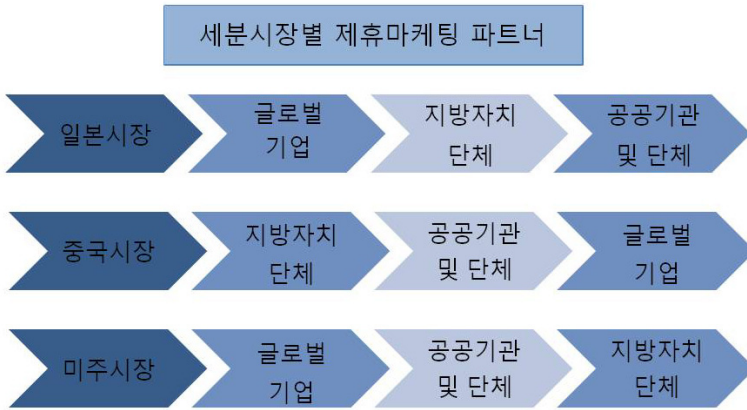 세분시장별 제휴마케팅 파트너
일본시장
글로벌
기업
지방자치
단체
공공기관
및 단체
중국시장
지방자치
단체
공공기관
및 단체
글로벌
기업
미주시장
글로벌
기업
공공기관
및 단체
지방자치
단체